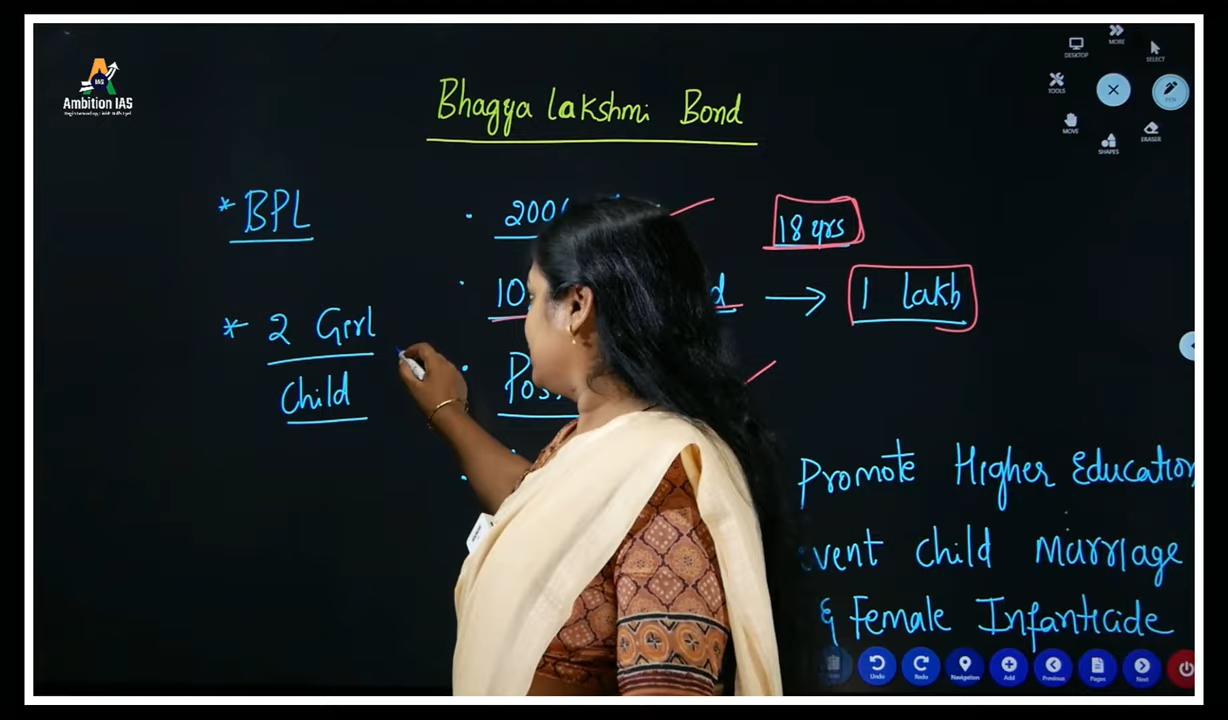 Ambition IAS
Bhagya Lakshmi Bond
* BPL
18 yrs
→ 1 lakh
* 2 Girl
Child
Promote Higher Education
Child Marriage
& Female Infanticide
MORE
DESKTOP
SELECT
TOOLS
PEN
MOVE
ERASER
SHAPES
Undo
Redo
Navigation
Add
Previous
Pages
Next